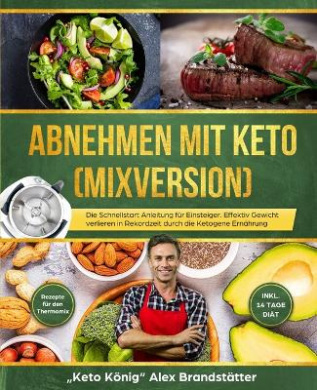 ABNEHMEN MIT KETO
(MIXVERSION)
Die Schnellstart Anleitung für Einsteiger. Effektiv Gewicht
verlieren in Rekordzeit durch die Ketogene Ernährung
Rezepte
für den
Thermomix
INKL.
14 TAGE
DIÄT
„Keto König“ Alex Brandstätter